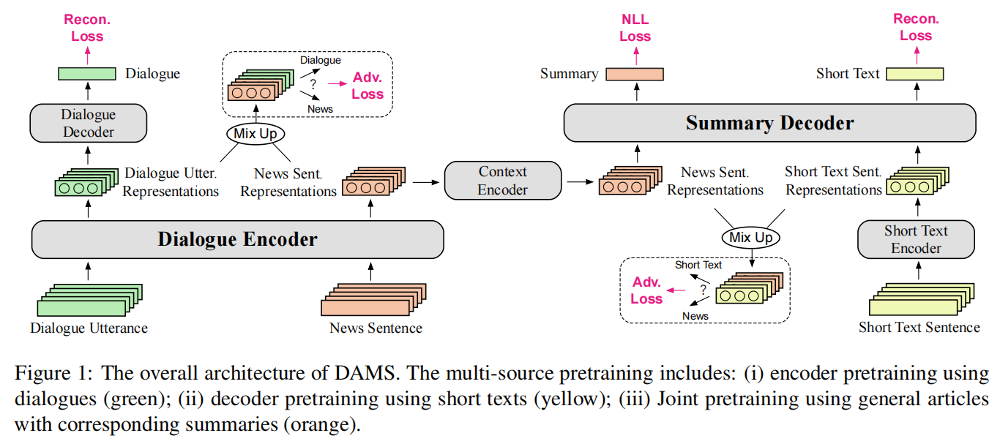 Recon.
Loss
Dialogue
Dialogue
Decoder
Dialogue
?
News
Adv.
Loss
Mix Up
Dialogue Utter.
Representations
News Sent.
Representations
Dialogue Encoder
Dialogue Utterance
News Sentence
Context
Encoder
NLL
Loss
Summary
Recon.
Loss
Short Text
Summary Decoder
News Sent.
Representations
Short Text Sent.
Representations
Mix Up
Short Text
?
News
Adv.
Loss
Short Text
Encoder
Short Text Sentence
Figure 1: The overall architecture of DAMS. The multi-source pretraining includes: (i) encoder pretraining using
dialogues (green); (ii) decoder pretraining using short texts (yellow); (iii) Joint pretraining using general articles
with corresponding summaries (orange).